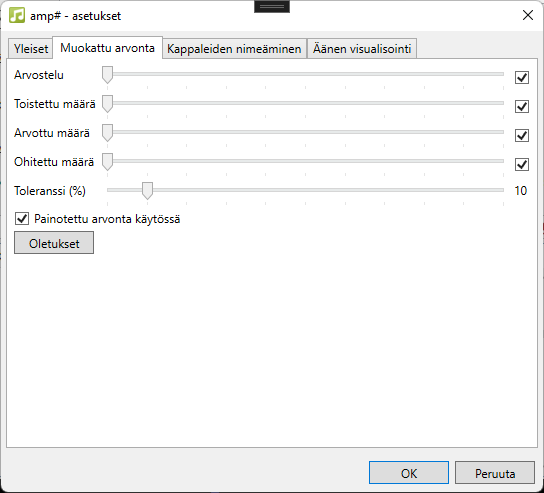 amp# - asetukset
Yleiset Muokattu arvonta Kappaleiden nimeäminen Äänen visualisointi
Arvostelu
Toistettu määrä
Arvottu määrä
Ohitettu määrä
Toleranssi (%) 10
Painotettu arvonta käytössä
Oletukset
OK Peruuta